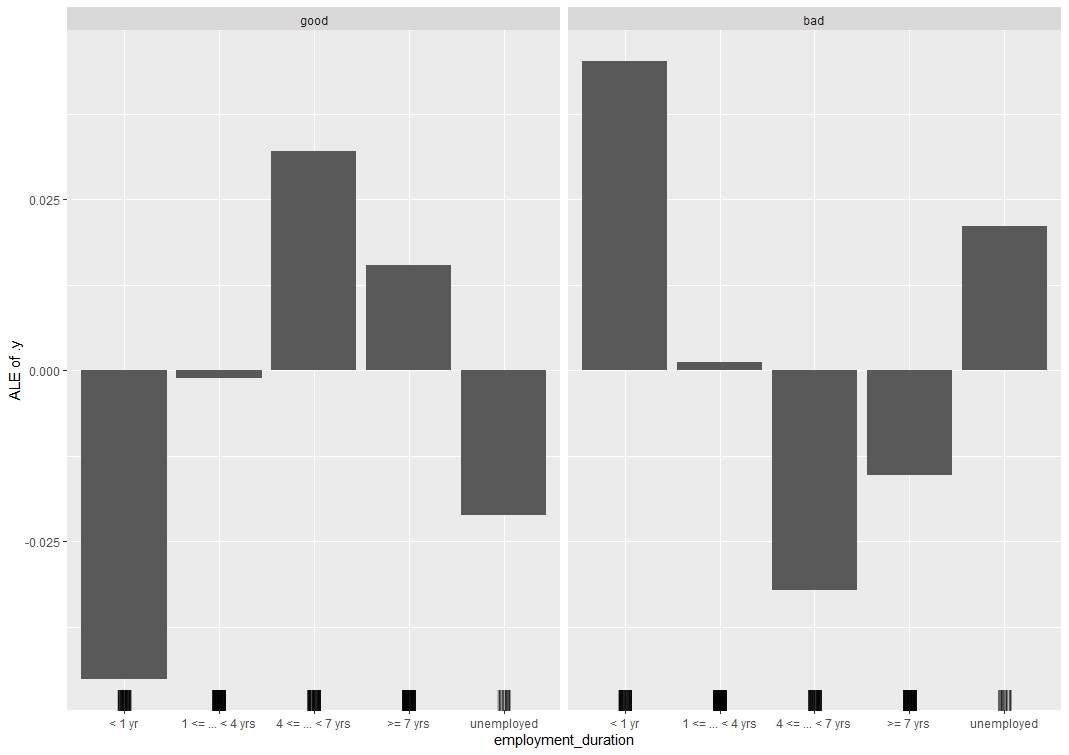 good
bad
ALE of .y
0.025
0.000
-0.025
< 1 yr
1 <= ... < 4 yrs
4 <= ... < 7 yrs
>= 7 yrs
unemployed
< 1 yr
1 <= ... < 4 yrs
4 <= ... < 7 yrs
>= 7 yrs
unemployed
employment_duration